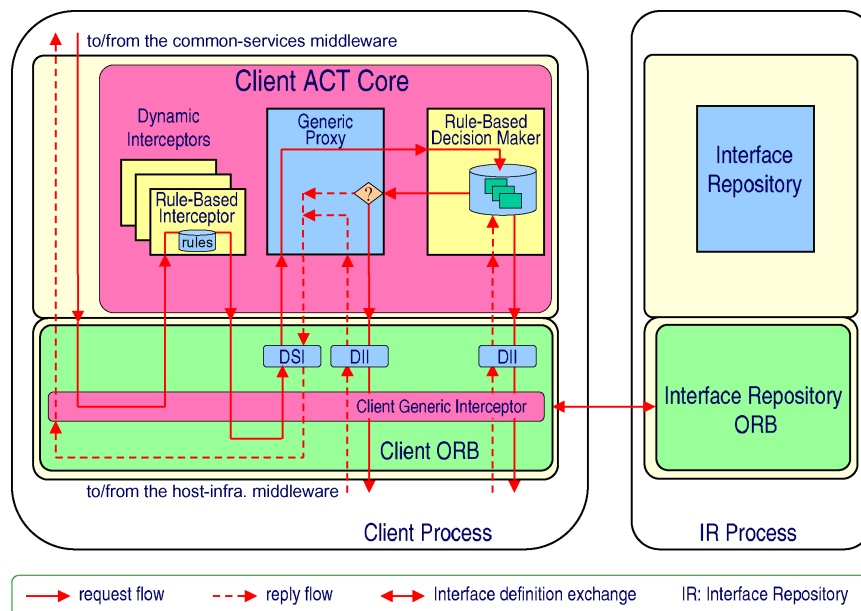 to/from the common-services middleware
Client ACT Core
Dynamic
Interceptors
Rule-Based
Interceptor
rules
Generic
Proxy
?
Rule-Based
Decision Maker
Interface
Repository
DSI
DII
DII
Client Generic Interceptor
Client ORB
Interface Repository
ORB
to/from the host-infra. middleware
Client Process
IR Process
request flow
reply flow
Interface definition exchange
IR: Interface Repository